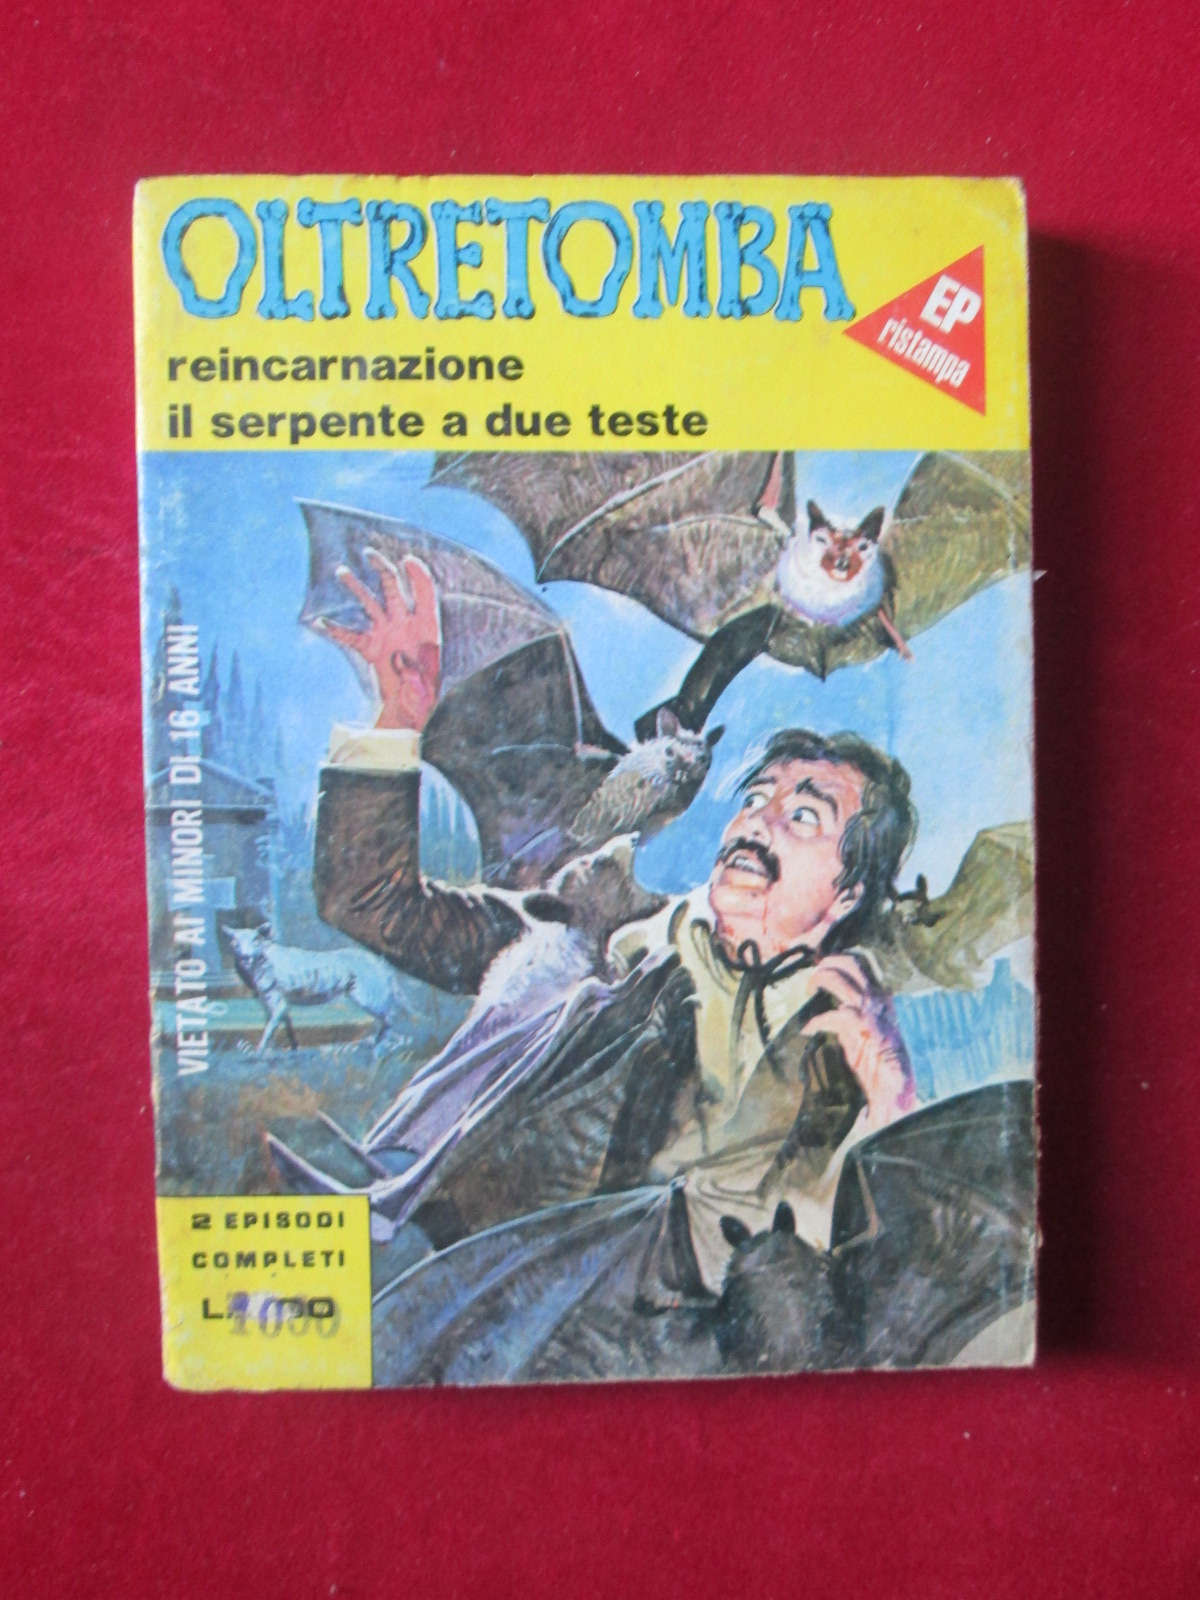 OLTRETOMBA
EP
ristampa
reincarnazione
il serpente a due teste
VIETATO AI MINORI DI 16 ANNI
2 EPISODI
COMPLETI
L.